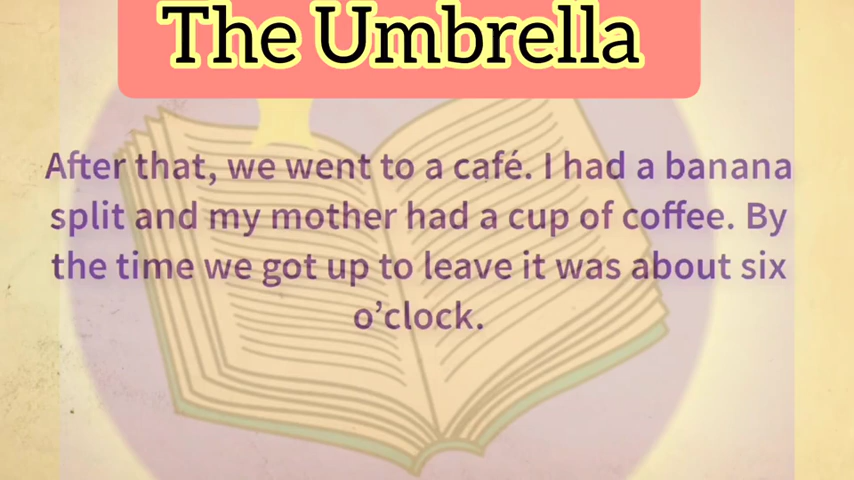 The Umbrella
After that, we went to a café. I had a banana
split and my mother had a cup of coffee. By
the time we got up to leave it was about six
o’clock.